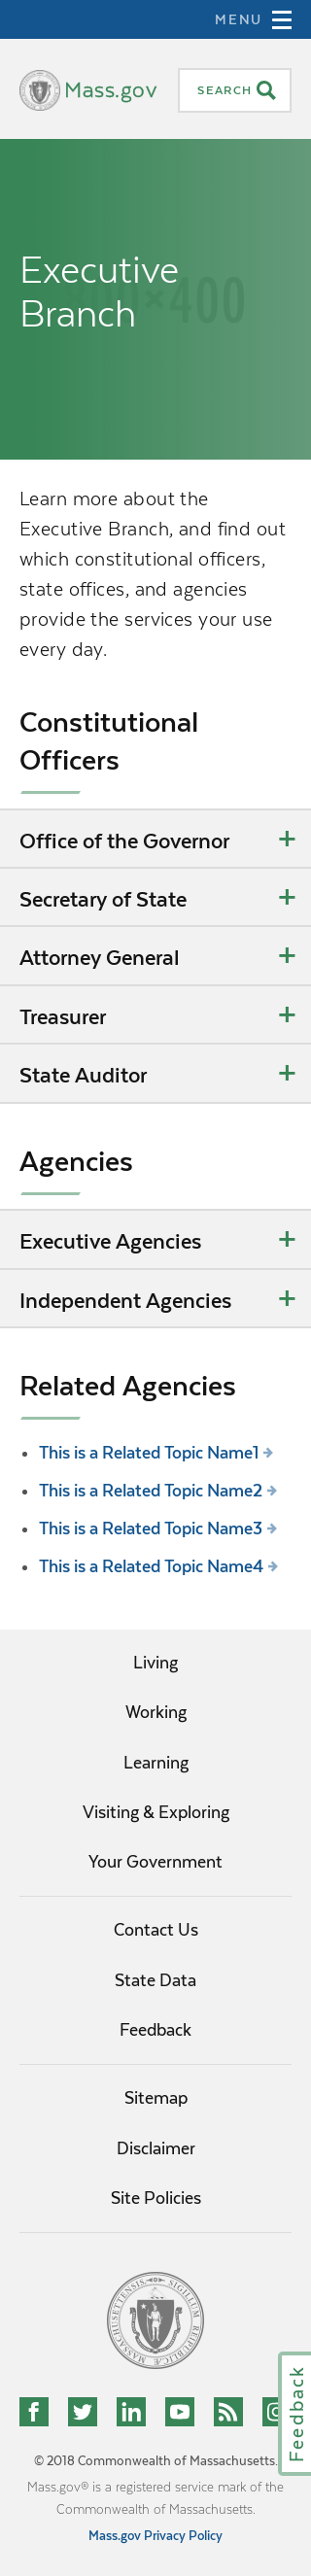 MENU
Mass.gov
SEARCH
Executive
Branch
×400
Learn more about the
Executive Branch, and find out
which constitutional officers,
state offices, and agencies
provide the services your use
every day.
Constitutional
Officers
Office of the Governor
Secretary of State
Attorney General
Treasurer
State Auditor
Agencies
Executive Agencies
Independent Agencies
Related Agencies
This is a Related Topic Name1
This is a Related Topic Name2
This is a Related Topic Name3
This is a Related Topic Name4
Living
Working
Learning
Visiting & Exploring
Your Government
Contact Us
State Data
Feedback
Sitemap
Disclaimer
Site Policies
Feedback
© 2018 Commonwealth of Massachusetts.
Mass.gov® is a registered service mark of the
Commonwealth of Massachusetts.
Mass.gov Privacy Policy